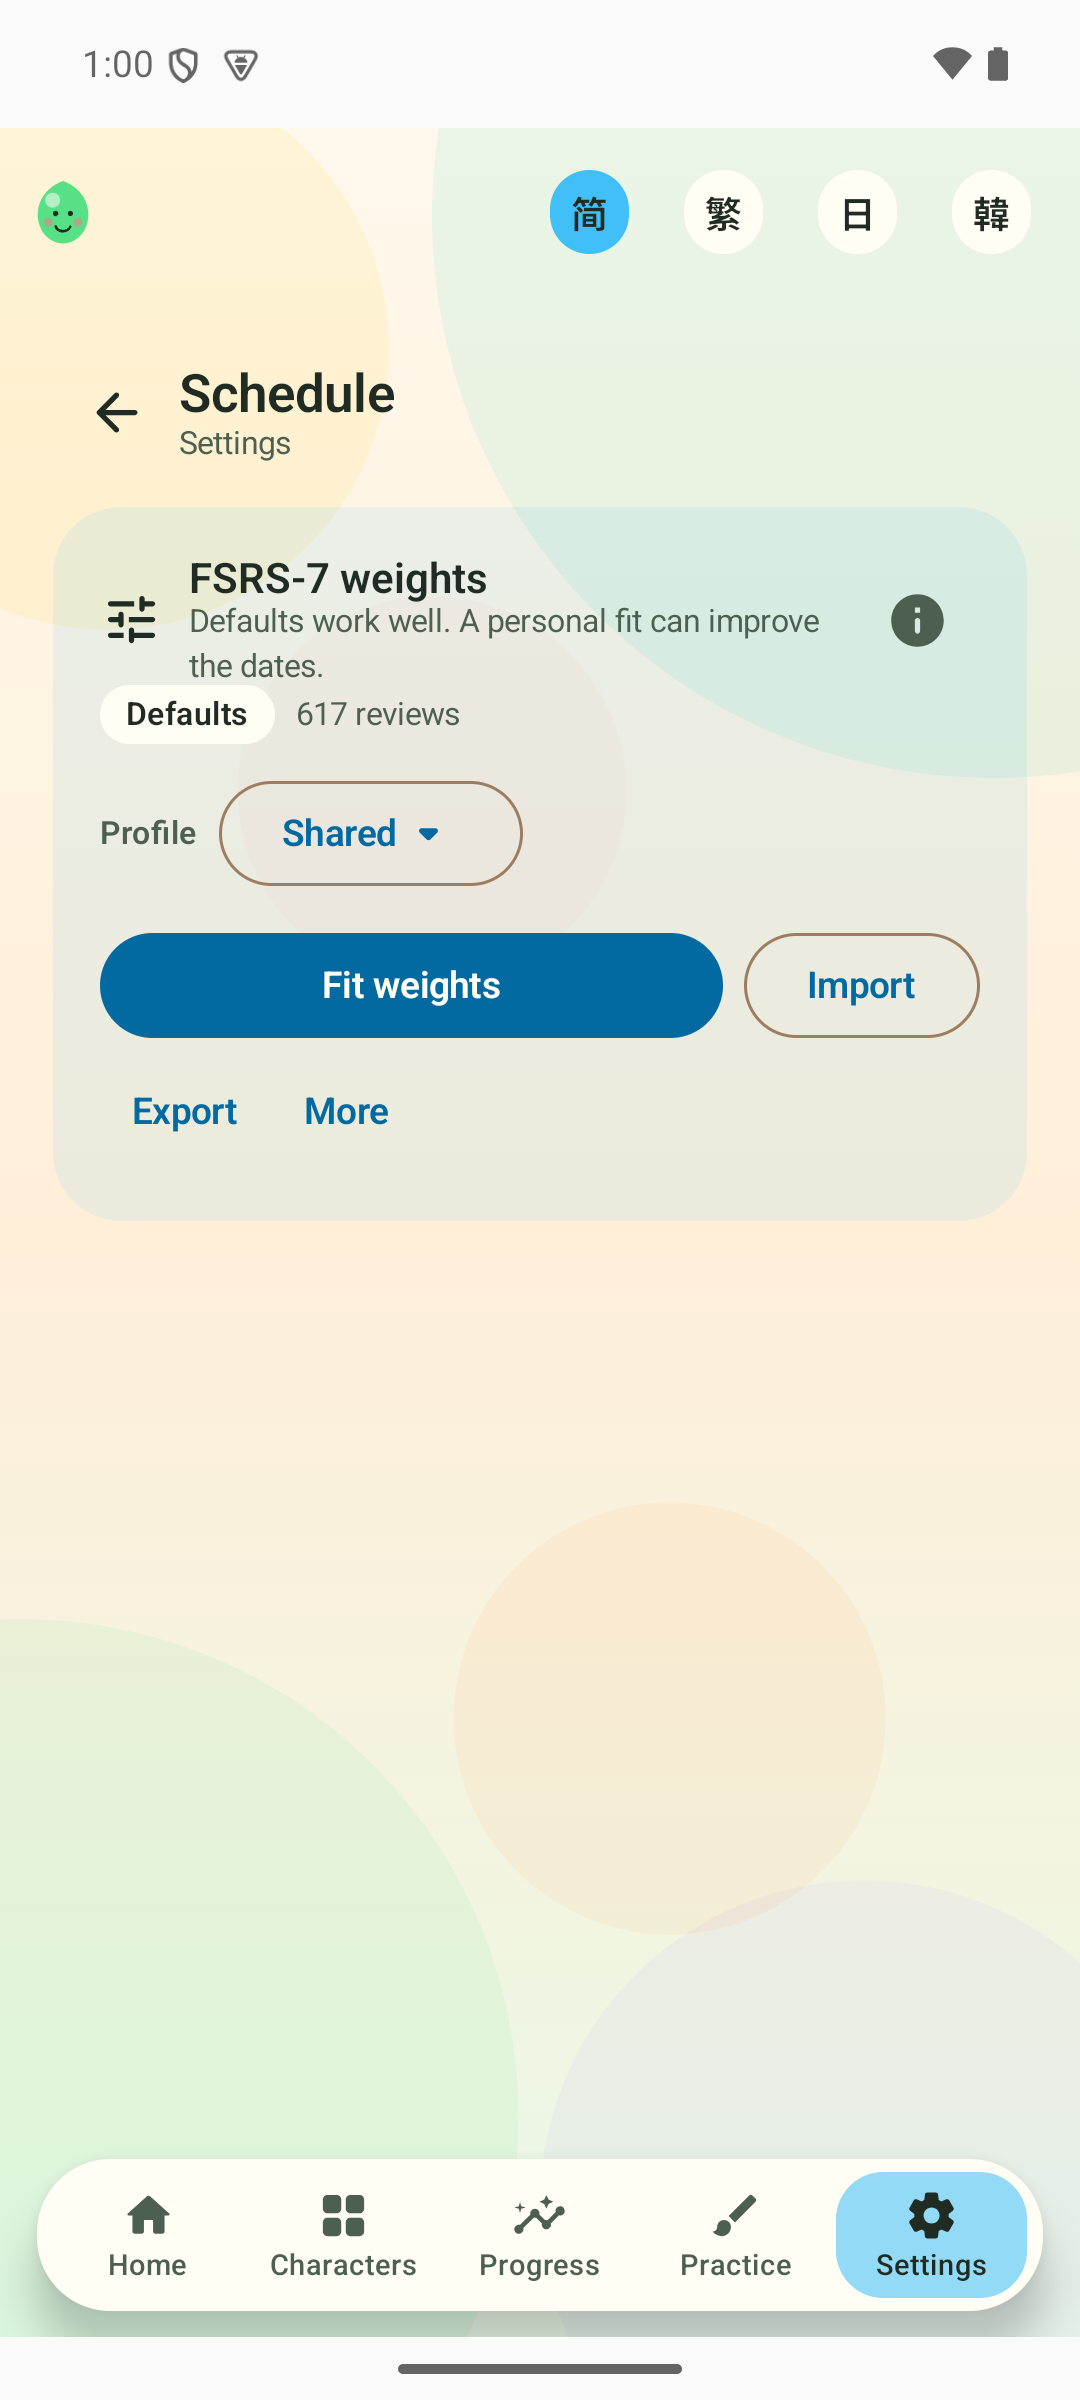 1:00
简 繁 日 韓
Schedule
Settings
FSRS-7 weights
Defaults work well. A personal fit can improve
the dates.
Defaults 617 reviews
Profile Shared
Fit weights Import
Export More
Home Characters Progress Practice Settings